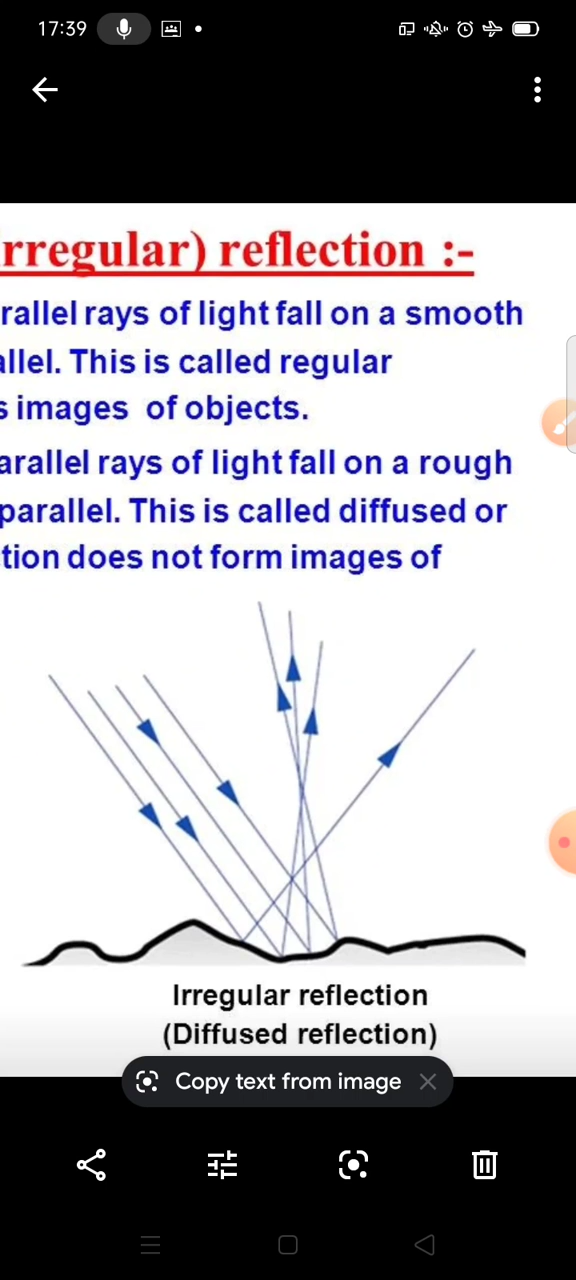 17:39
rregular) reflection :-
rallel rays of light fall on a smooth
allel. This is called regular
s images of objects.
arallel rays of light fall on a rough
parallel. This is called diffused or
tion does not form images of
Irregular reflection
(Diffused reflection)
Copy text from image